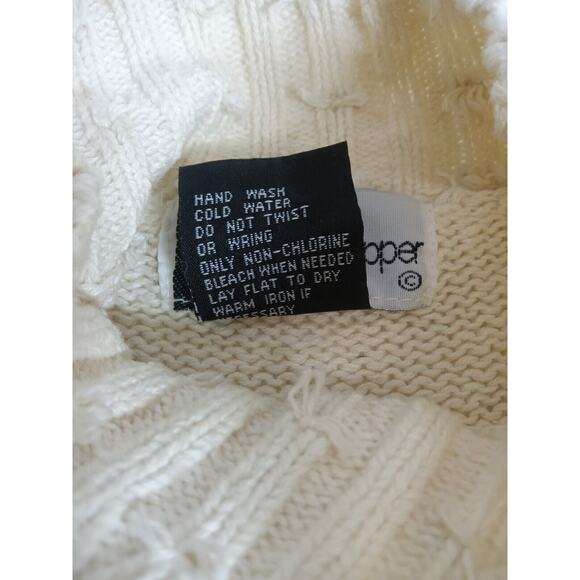 HAND WASH
COLD WATER
DO NOT TWIST
OR WRING
ONLY NON-CHLORINE
BLEACH WHEN NEEDED
LAY FLAT TO DRY
WARM IRON IF
pper
©